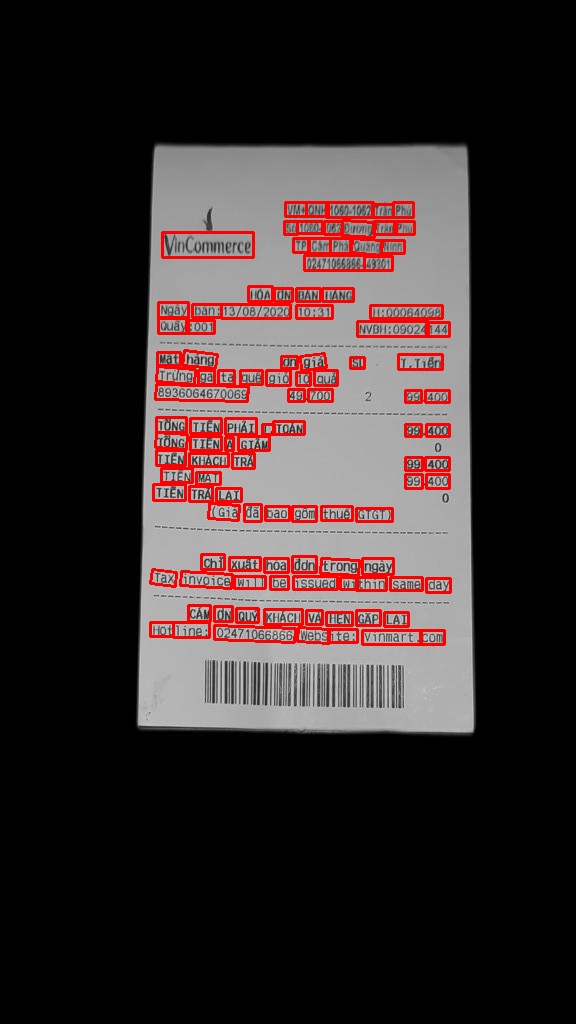 VinCommerce
VM+ QNH 1060-1062 Trần Phú
Số 1060-1062 Đường Trần Phú
TP. Cẩm Phả Quảng Ninh
02471066866-49301
HÓA ĐƠN BÁN HÀNG
Ngày bán:13/08/2020 10:31 H:00064098
Quầy:001 NVBH:09024144
Mặt hàng Đơn giá SL T.Tiền
Trứng gà ta quê giỏ 10 quả
8936064670069 49,700 2 99,400
TỔNG TIỀN PHẢI T.TOÁN 99,400
TỔNG TIỀN ĐÃ GIẢM 0
TIỀN KHÁCH TRẢ 99,400
TIỀN MẶT 99,400
TIỀN TRẢ LẠI 0
(Giá đã bao gồm thuế GTGT)
Chỉ xuất hóa đơn trong ngày
Tax invoice will be issued within same day
CẢM ƠN QUÝ KHÁCH VÀ HẸN GẶP LẠI
Hotline: 02471066866 Website: vinmart.com